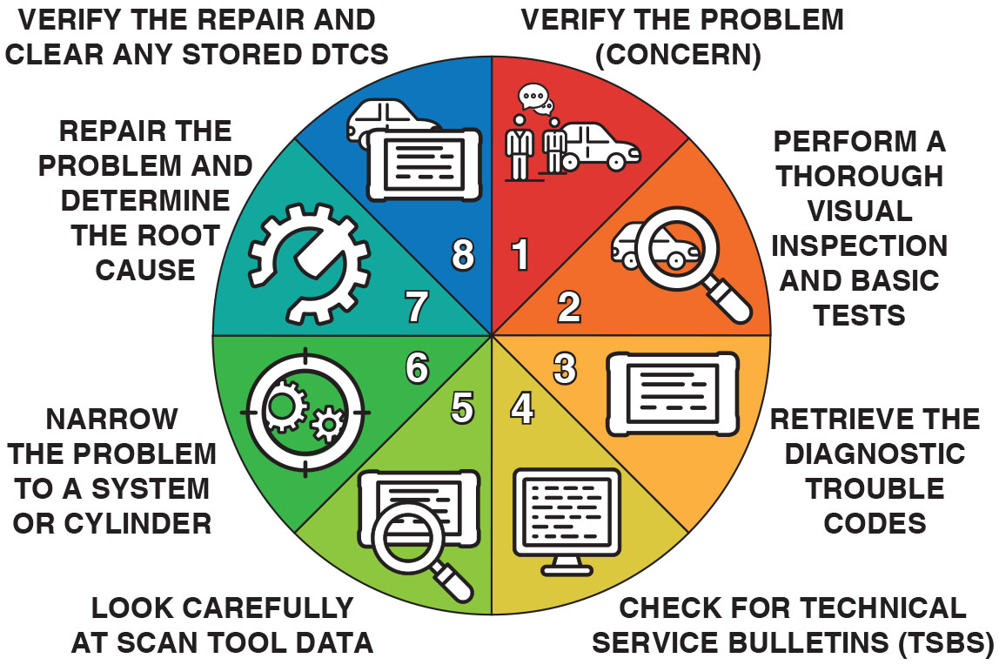 VERIFY THE REPAIR AND
CLEAR ANY STORED DTCS
VERIFY THE PROBLEM
(CONCERN)
REPAIR THE
PROBLEM AND
DETERMINE
THE ROOT
CAUSE
PERFORM A
THOROUGH
VISUAL
INSPECTION
AND BASIC
TESTS
8
1
7
2
6
3
5
4
NARROW
THE PROBLEM
TO A SYSTEM
OR CYLINDER
RETRIEVE THE
DIAGNOSTIC
TROUBLE
CODES
LOOK CAREFULLY
AT SCAN TOOL DATA
CHECK FOR TECHNICAL
SERVICE BULLETINS (TSBS)